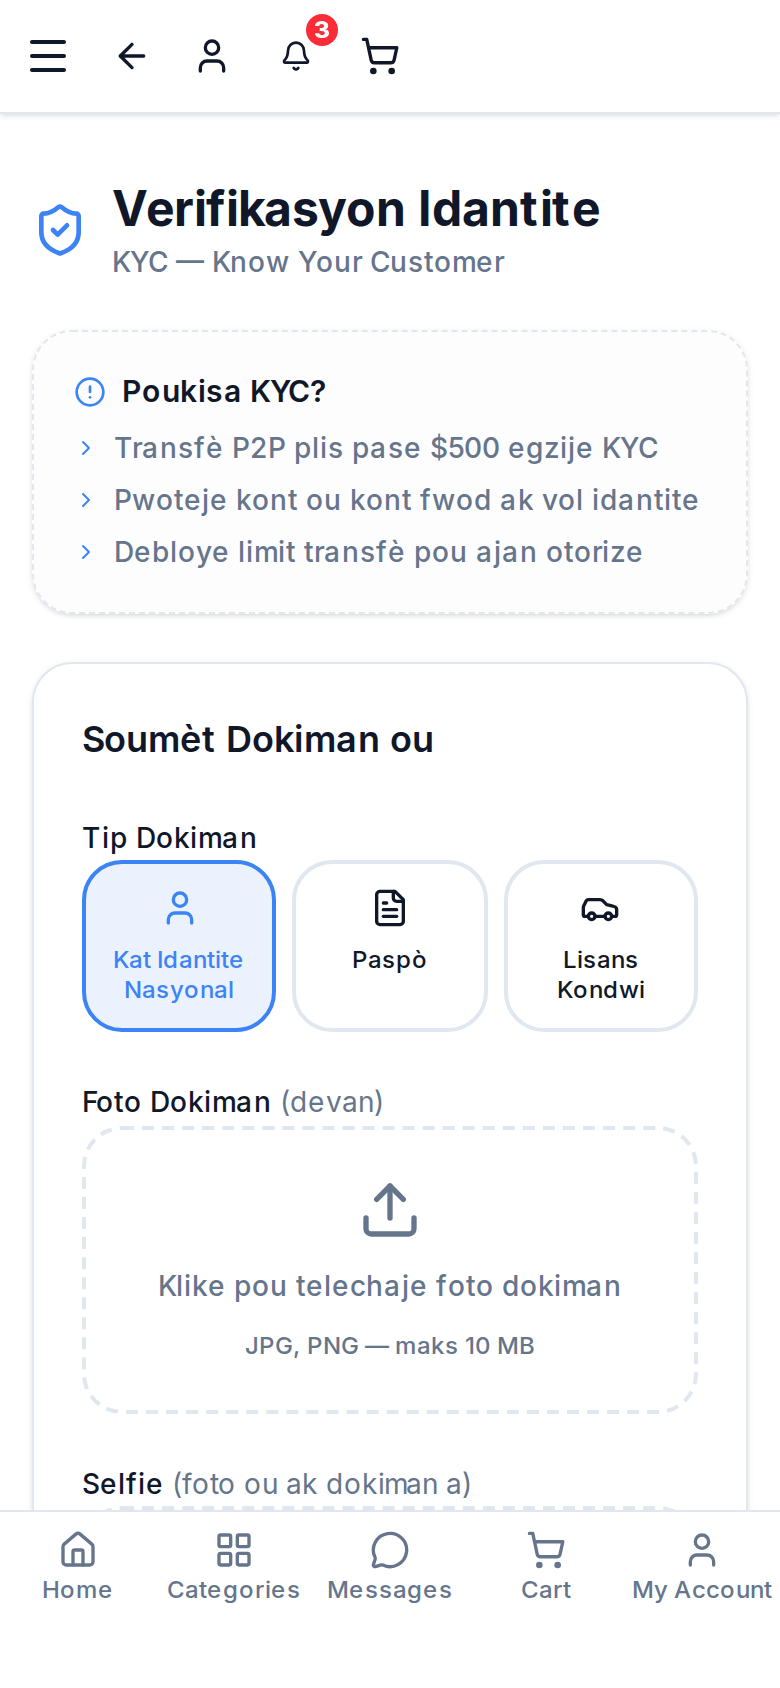 3
Verifikasyon Idantite
KYC — Know Your Customer
Poukisa KYC?
Transfè P2P plis pase $500 egzije KYC
Pwoteje kont ou kont fwod ak vol idantite
Debloye limit transfè pou ajan otorize
Soumèt Dokiman ou
Tip Dokiman
Kat Idantite
Nasyonal
Paspò
Lisans
Kondwi
Foto Dokiman (devan)
Klike pou telechaje foto dokiman
JPG, PNG — maks 10 MB
Selfie (foto ou ak dokiman a)
Home
Categories
Messages
Cart
My Account